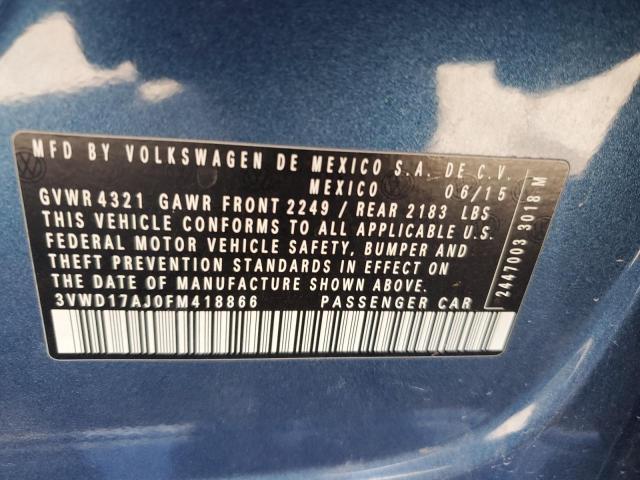 MFD BY VOLKSWAGEN DE MEXICO S.A. DE C.V.
MEXICO 06/15
GVWR 4321 GAWR FRONT 2249 / REAR 2183 LBS
THIS VEHICLE CONFORMS TO ALL APPLICABLE U.S.
FEDERAL MOTOR VEHICLE SAFETY, BUMPER AND
THEFT PREVENTION STANDARDS IN EFFECT ON
THE DATE OF MANUFACTURE SHOWN ABOVE.
3VWD17AJ0FM418866 PASSENGER CAR
2447003 3018 M